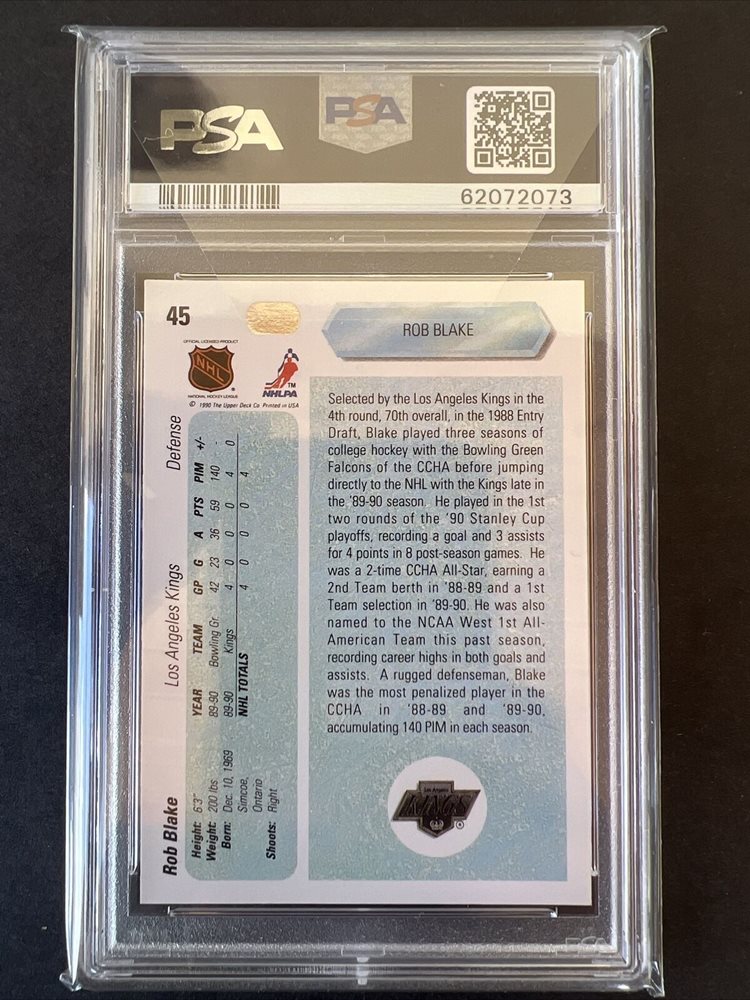 PSA
PSA
62072073
45
ROB BLAKE
OFFICIAL LICENSED PRODUCT
NHL
NATIONAL HOCKEY LEAGUE
TM
NHLPA
© 1990 The Upper Deck Co Printed in USA
Rob Blake Los Angeles Kings Defense
Height: 6'3"
Weight: 200 lbs
Born: Dec. 10, 1969
Simcoe,
Ontario
Shoots: Right
YEAR TEAM GP G A PTS PIM +/-
89-90 Bowling Gr 42 23 36 59 140 -
89-90 Kings 4 0 0 0 4 0
NHL TOTALS 4 0 0 0 4
Selected by the Los Angeles Kings in the
4th round, 70th overall, in the 1988 Entry
Draft, Blake played three seasons of
college hockey with the Bowling Green
Falcons of the CCHA before jumping
directly to the NHL with the Kings late in
the '89-90 season. He played in the 1st
two rounds of the '90 Stanley Cup
playoffs, recording a goal and 3 assists
for 4 points in 8 post-season games. He
was a 2-time CCHA All-Star, earning a
2nd Team berth in '88-89 and a 1st
Team selection in '89-90. He was also
named to the NCAA West 1st All-
American Team this past season,
recording career highs in both goals and
assists. A rugged defenseman, Blake
was the most penalized player in the
CCHA in '88-89 and '89-90,
accumulating 140 PIM in each season.
Los Angeles
KINGS
®
PSA